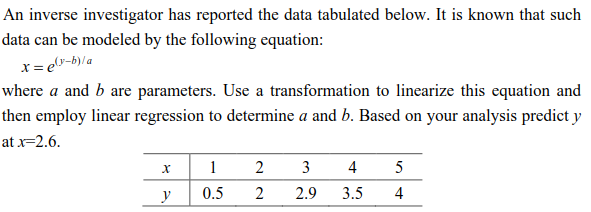 An inverse investigator has reported the data tabulated below. It is known that such
data can be modeled by the following equation:
x = e^{(y−b)/a}
where a and b are parameters. Use a transformation to linearize this equation and
then employ linear regression to determine a and b. Based on your analysis predict y
at x=2.6.
x 1 2 3 4 5
y 0.5 2 2.9 3.5 4